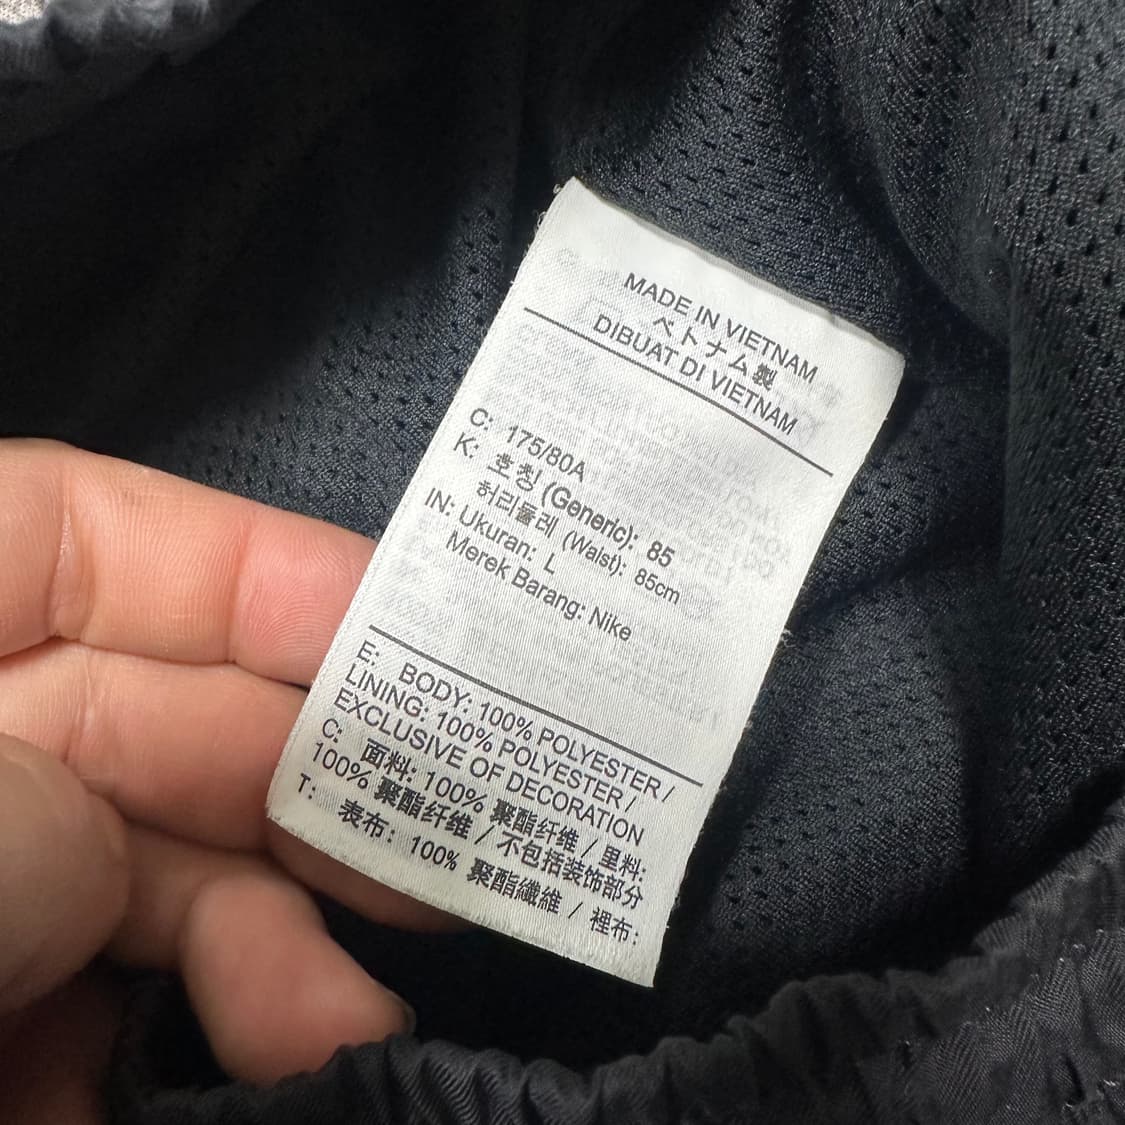 MADE IN VIETNAM
ベトナム製
DIBUAT DI VIETNAM
C: 175/80A
K: 호칭 (Generic): 85
허리둘레 (Waist): 85cm
IN: Ukuran: L
Merek Barang: Nike
E: BODY: 100% POLYESTER /
LINING: 100% POLYESTER /
EXCLUSIVE OF DECORATION
C: 面料: 100% 聚酯纤维 / 里料:
100% 聚酯纤维 / 不包括装饰部分
T: 表布: 100% 聚酯纖維 / 裡布: